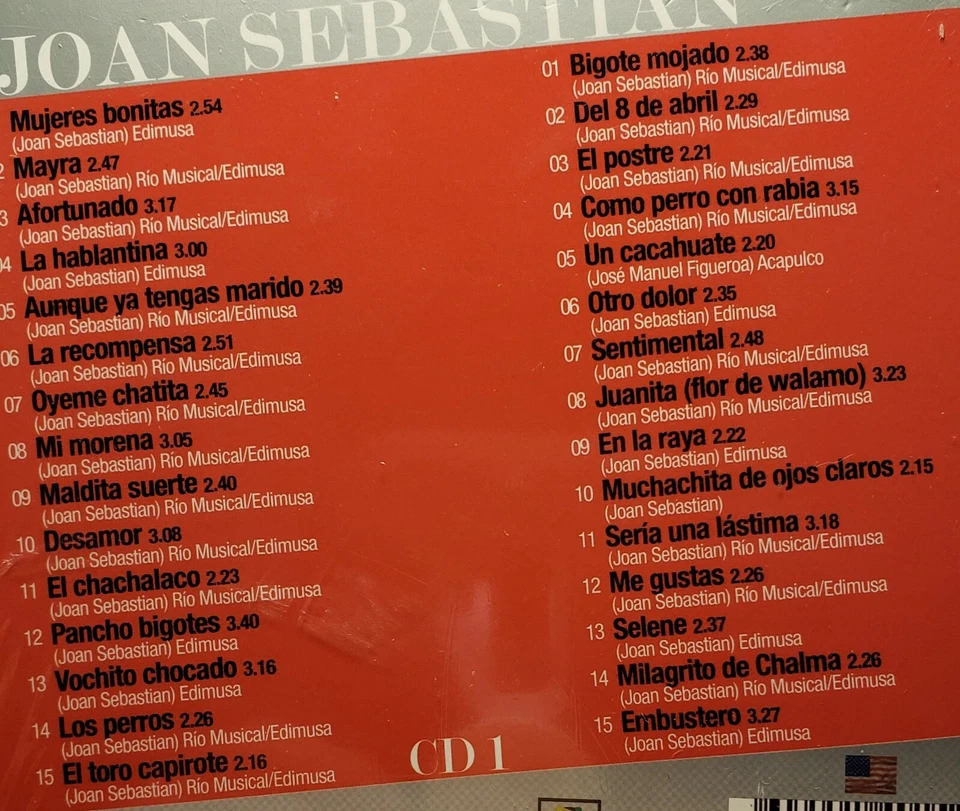 JOAN SEBASTIAN
Mujeres bonitas 2.54
(Joan Sebastian) Edimusa
2 Mayra 2.47
(Joan Sebastian) Río Musical/Edimusa
3 Afortunado 3.17
(Joan Sebastian) Río Musical/Edimusa
04 La hablantina 3.00
(Joan Sebastian) Edimusa
05 Aunque ya tengas marido 2.39
(Joan Sebastian) Río Musical/Edimusa
06 La recompensa 2.51
(Joan Sebastian) Río Musical/Edimusa
07 Oyeme chatita 2.45
(Joan Sebastian) Río Musical/Edimusa
08 Mi morena 3.05
(Joan Sebastian) Río Musical/Edimusa
09 Maldita suerte 2.40
(Joan Sebastian) Río Musical/Edimusa
10 Desamor 3.08
(Joan Sebastian) Río Musical/Edimusa
11 El chachalaco 2.23
(Joan Sebastian) Río Musical/Edimusa
12 Pancho bigotes 3.40
(Joan Sebastian) Edimusa
13 Vochito chocado 3.16
(Joan Sebastian) Edimusa
14 Los perros 2.26
(Joan Sebastian) Río Musical/Edimusa
15 El toro capirote 2.16
(Joan Sebastian) Río Musical/Edimusa
01 Bigote mojado 2.38
(Joan Sebastian) Río Musical/Edimusa
02 Del 8 de abril 2.29
(Joan Sebastian) Río Musical/Edimusa
03 El postre 2.21
(Joan Sebastian) Río Musical/Edimusa
04 Como perro con rabia 3.15
(Joan Sebastian) Río Musical/Edimusa
05 Un cacahuate 2.20
(José Manuel Figueroa) Acapulco
06 Otro dolor 2.35
(Joan Sebastian) Edimusa
07 Sentimental 2.48
(Joan Sebastian) Río Musical/Edimusa
08 Juanita (flor de walamo) 3.23
(Joan Sebastian) Río Musical/Edimusa
09 En la raya 2.22
(Joan Sebastian) Edimusa
10 Muchachita de ojos claros 2.15
(Joan Sebastian)
11 Sería una lástima 3.18
(Joan Sebastian) Río Musical/Edimusa
12 Me gustas 2.26
(Joan Sebastian) Río Musical/Edimusa
13 Selene 2.37
(Joan Sebastian) Edimusa
14 Milagrito de Chalma 2.26
(Joan Sebastian) Río Musical/Edimusa
15 Embustero 3.27
(Joan Sebastian) Edimusa
CD 1